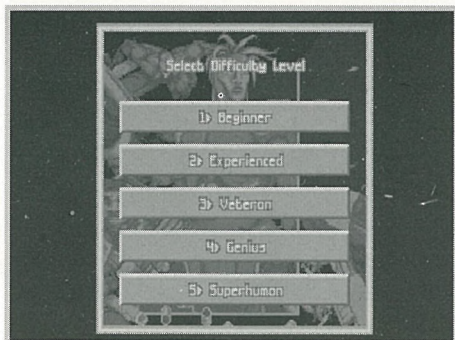 Select Difficulty Level
1> Beginner
2> Experienced
3> Veteran
4> Genius
5> Superhuman